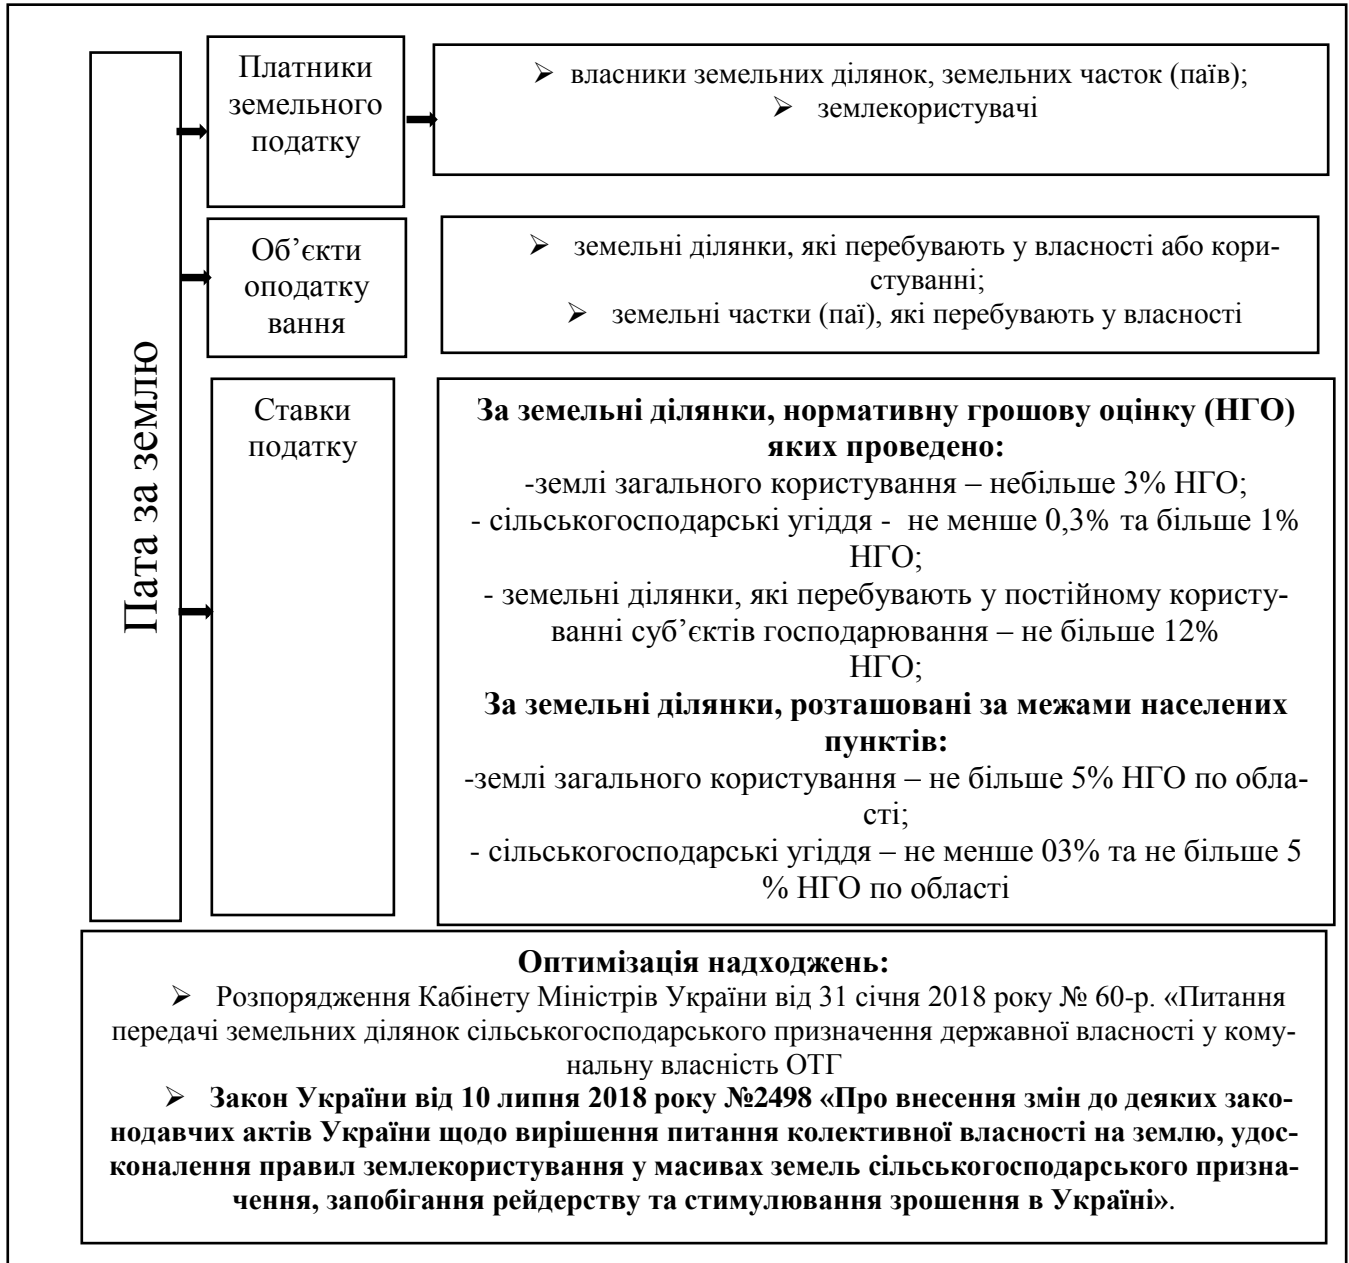 Пата за землю
Платники
земельного
податку
➢ власники земельних ділянок, земельних часток (паїв);
➢ землекористувачі
Об’єкти
оподатку
вання
➢ земельні ділянки, які перебувають у власності або кори-
стуванні;
➢ земельні частки (паї), які перебувають у власності
Ставки
податку
За земельні ділянки, нормативну грошову оцінку (НГО)
яких проведено:
-землі загального користування – небільше 3% НГО;
- сільськогосподарські угіддя - не менше 0,3% та більше 1%
НГО;
- земельні ділянки, які перебувають у постійному користу-
ванні суб’єктів господарювання – не більше 12%
НГО;
За земельні ділянки, розташовані за межами населених
пунктів:
-землі загального користування – не більше 5% НГО по обла-
сті;
- сільськогосподарські угіддя – не менше 03% та не більше 5
% НГО по області
Оптимізація надходжень:
➢ Розпорядження Кабінету Міністрів України від 31 січня 2018 року № 60-р. «Питання
передачі земельних ділянок сільськогосподарського призначення державної власності у кому-
нальну власність ОТГ
➢ Закон України від 10 липня 2018 року №2498 «Про внесення змін до деяких зако-
нодавчих актів України щодо вирішення питання колективної власності на землю, удос-
коналення правил землекористування у масивах земель сільськогосподарського призна-
чення, запобігання рейдерству та стимулювання зрошення в Україні».